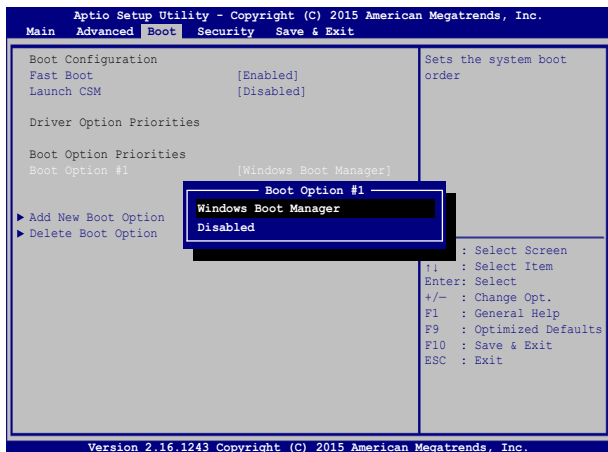 Aptio Setup Utility - Copyright (C) 2015 American Megatrends, Inc.
Main Advanced Boot Security Save & Exit
Boot Configuration
Fast Boot [Enabled]
Launch CSM [Disabled]
Driver Option Priorities
Boot Option Priorities
Boot Option #1 [Windows Boot Manager]
Boot Option #1
Windows Boot Manager
Disabled
▶ Add New Boot Option
▶ Delete Boot Option
Sets the system boot
order
: Select Screen
↑↓ : Select Item
Enter: Select
+/— : Change Opt.
F1 : General Help
F9 : Optimized Defaults
F10 : Save & Exit
ESC : Exit
Version 2.16.1243 Copyright (C) 2015 American Megatrends, Inc.